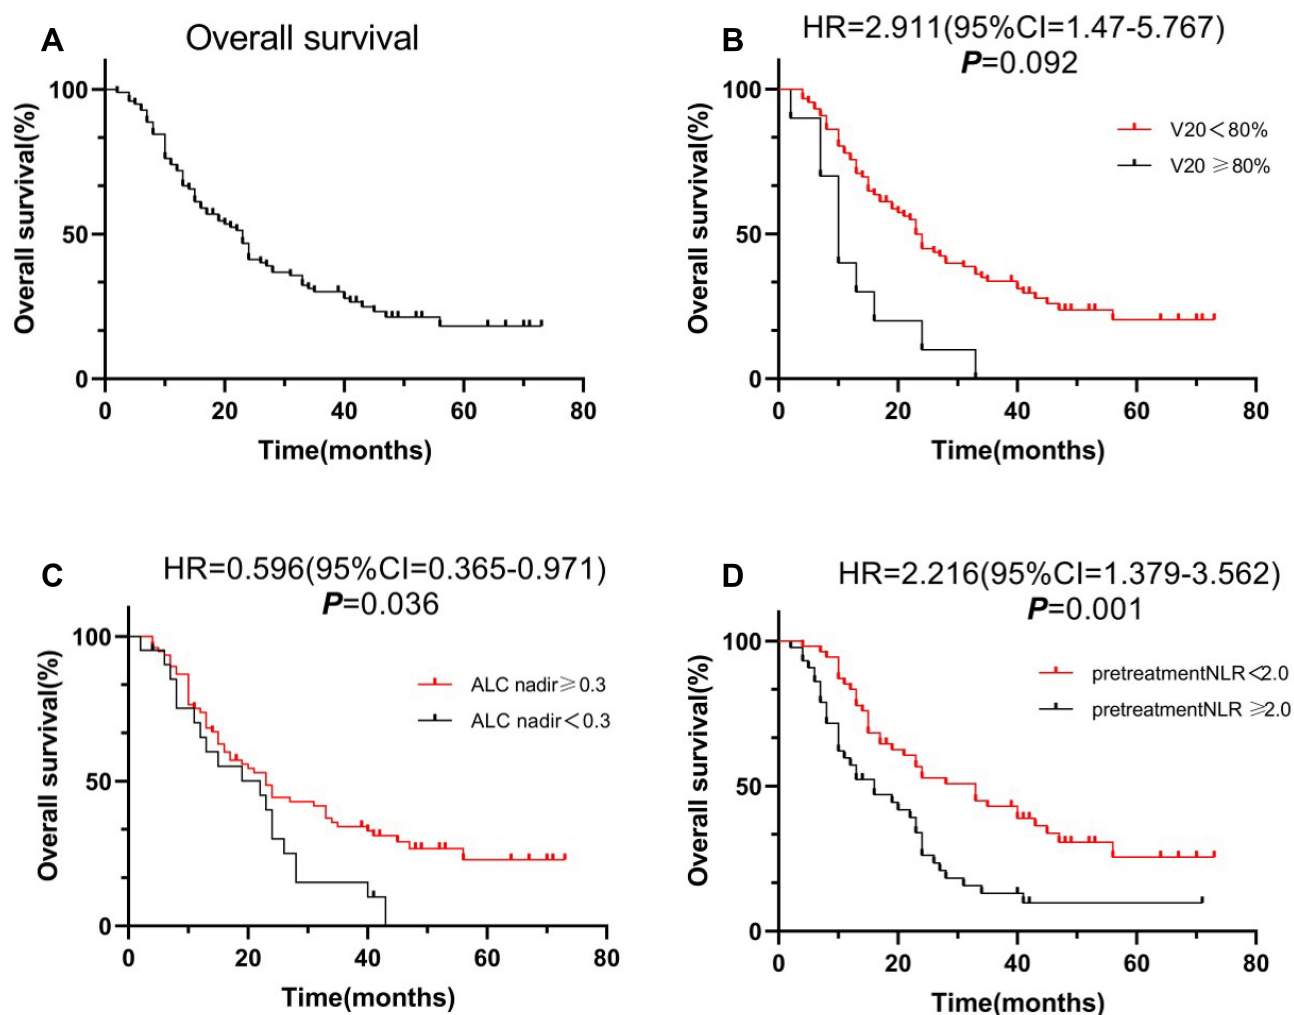 A
Overall survival
Overall survival(%)
100
50
0
0 20 40 60 80
Time(months)
B
HR=2.911(95%CI=1.47-5.767)
P=0.092
V20<80%
V20 ≥80%
Overall survival(%)
100
50
0
0 20 40 60 80
Time(months)
C
HR=0.596(95%CI=0.365-0.971)
P=0.036
ALC nadir≥0.3
ALC nadir<0.3
Overall survival(%)
100
50
0
0 20 40 60 80
Time(months)
D
HR=2.216(95%CI=1.379-3.562)
P=0.001
pretreatmentNLR<2.0
pretreatmentNLR ≥2.0
Overall survival(%)
100
50
0
0 20 40 60 80
Time(months)